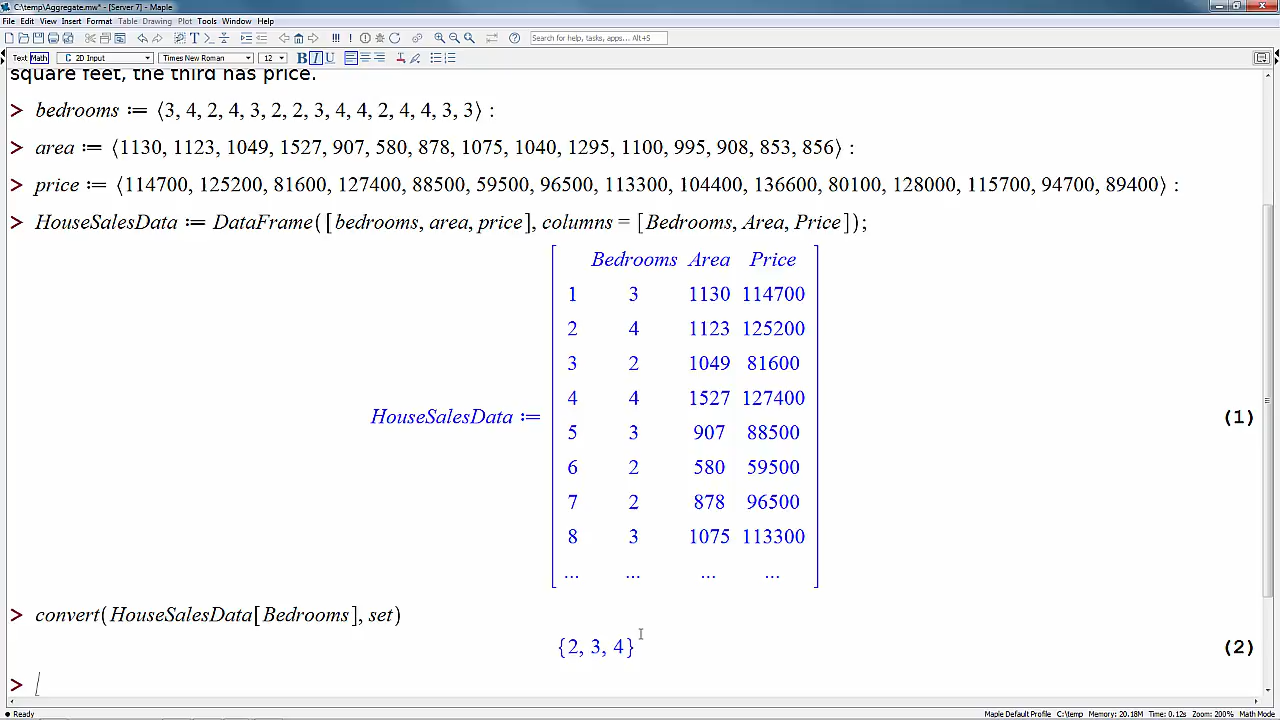 C:\temp\Aggregate.mw* - [Server 7] - Maple
File Edit View Insert Format Table Drawing Plot Tools Window Help
Search for help, tasks, apps... Alt+S
Text Math C 2D Input Times New Roman 12 B I U
square feet, the third has price.
> bedrooms := ⟨3, 4, 2, 4, 3, 2, 2, 3, 4, 4, 2, 4, 4, 3, 3⟩ :
> area := ⟨1130, 1123, 1049, 1527, 907, 580, 878, 1075, 1040, 1295, 1100, 995, 908, 853, 856⟩ :
> price := ⟨114700, 125200, 81600, 127400, 88500, 59500, 96500, 113300, 104400, 136600, 80100, 128000, 115700, 94700, 89400⟩ :
> HouseSalesData := DataFrame([bedrooms, area, price], columns = [Bedrooms, Area, Price]);
Bedrooms Area Price
1 3 1130 114700
2 4 1123 125200
3 2 1049 81600
4 4 1527 127400
HouseSalesData := (1)
5 3 907 88500
6 2 580 59500
7 2 878 96500
8 3 1075 113300
... ... ... ...
> convert(HouseSalesData[Bedrooms], set)
{2, 3, 4} (2)
>
Ready Maple Default Profile C:\temp Memory: 20.18M Time: 0.12s Zoom: 200% Math Mode